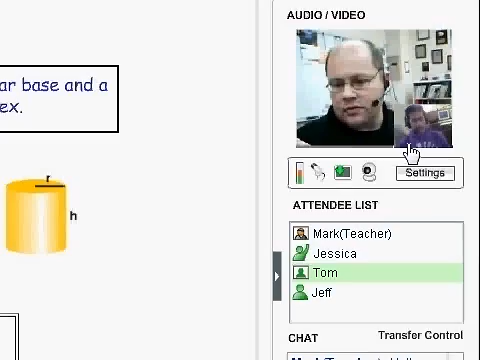 AUDIO / VIDEO
ar base and a
ex.
r
h
Settings
ATTENDEE LIST
Mark(Teacher)
Jessica
Tom
Jeff
Transfer Control
CHAT